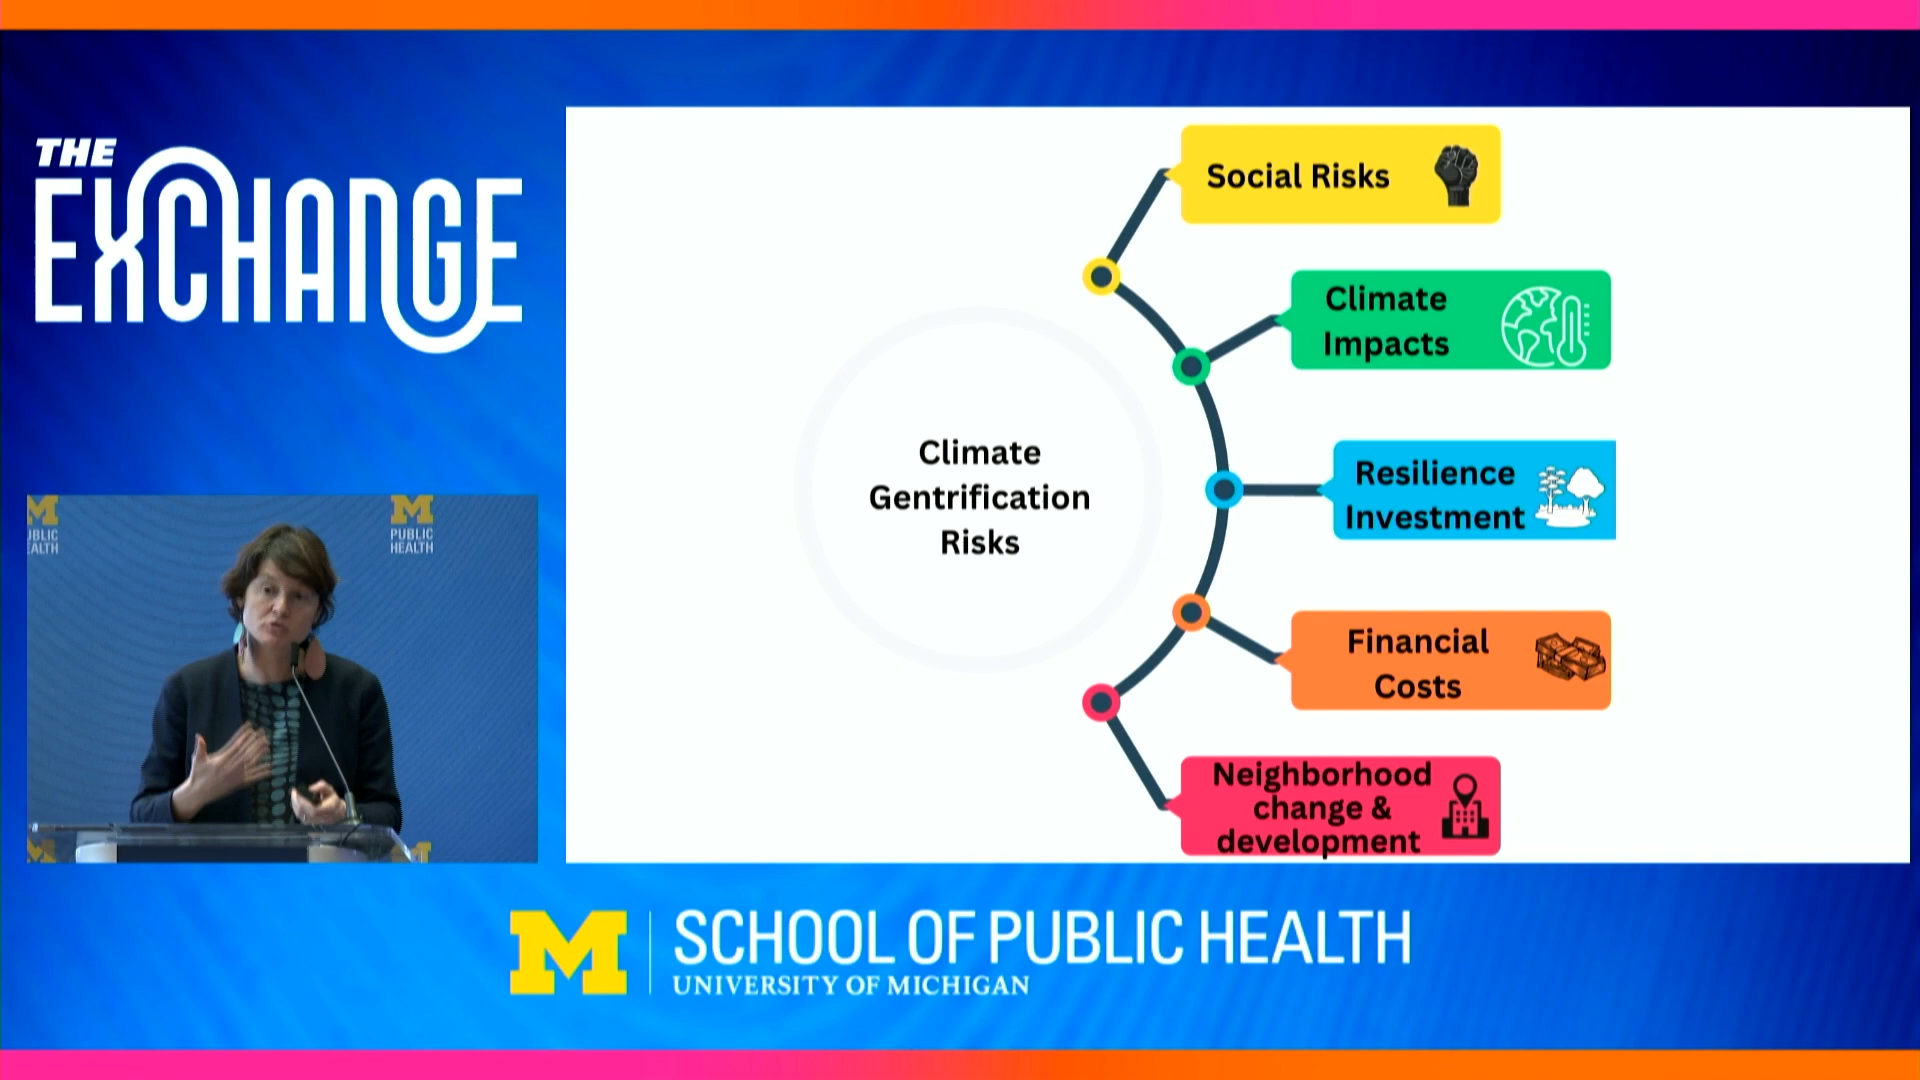 THE
EXCHANGE
Social Risks
Climate
Impacts
Climate
Gentrification
Risks
Resilience
Investment
Financial
Costs
Neighborhood
change &
development
M
PUBLIC
HEALTH
M
SCHOOL OF PUBLIC HEALTH
UNIVERSITY OF MICHIGAN